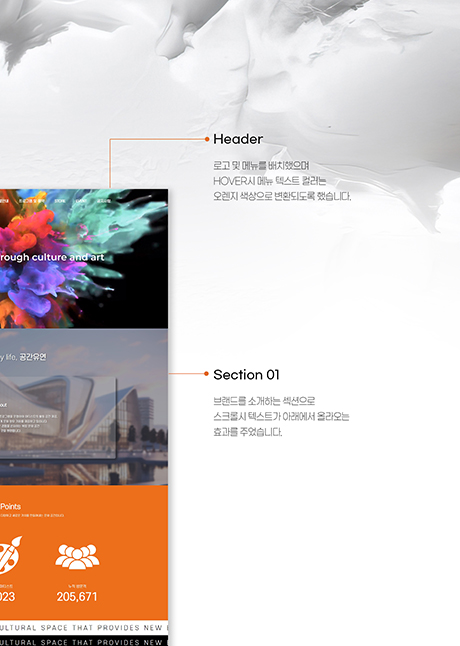 Header
로고 및 메뉴를 배치했으며
HOVER시 메뉴 텍스트 컬러는
오렌지 색상으로 변환되도록 했습니다.
rough culture and art
y life, 공간유연
Section 01
브랜드를 소개하는 섹션으로
스크롤시 텍스트가 아래에서 올라오는
효과를 주었습니다.
out
Points
023
205,671
ULTURAL SPACE THAT PROVIDES NEW
CULTURAL SPACE THAT PROVIDES NEW